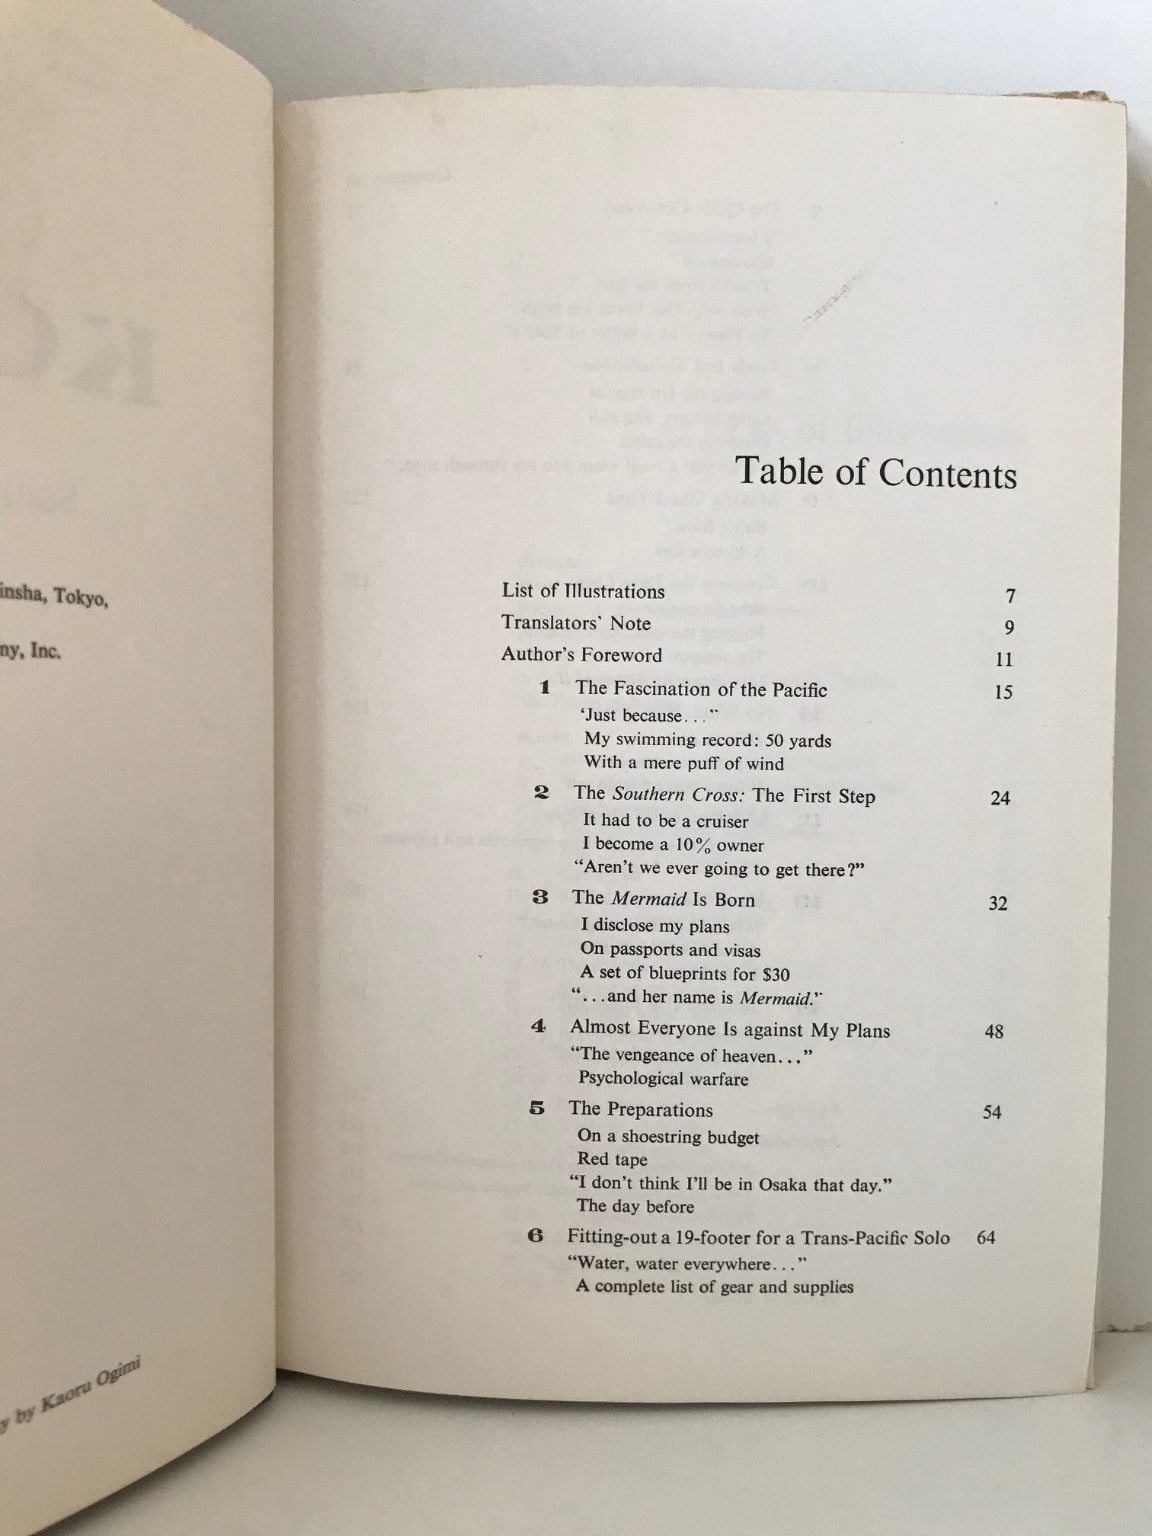 insha, Tokyo,
ny, Inc.
y by Kaoru Ogimi
Table of Contents
List of Illustrations 7
Translators' Note 9
Author's Foreword 11
1 The Fascination of the Pacific 15
'Just because..."
My swimming record: 50 yards
With a mere puff of wind
2 The Southern Cross: The First Step 24
It had to be a cruiser
I become a 10% owner
“Aren't we ever going to get there?”
3 The Mermaid Is Born 32
I disclose my plans
On passports and visas
A set of blueprints for $30
“...and her name is Mermaid.”
4 Almost Everyone Is against My Plans 48
“The vengeance of heaven...”
Psychological warfare
5 The Preparations 54
On a shoestring budget
Red tape
“I don't think I'll be in Osaka that day.”
The day before
6 Fitting-out a 19-footer for a Trans-Pacific Solo 64
“Water, water everywhere...”
A complete list of gear and supplies